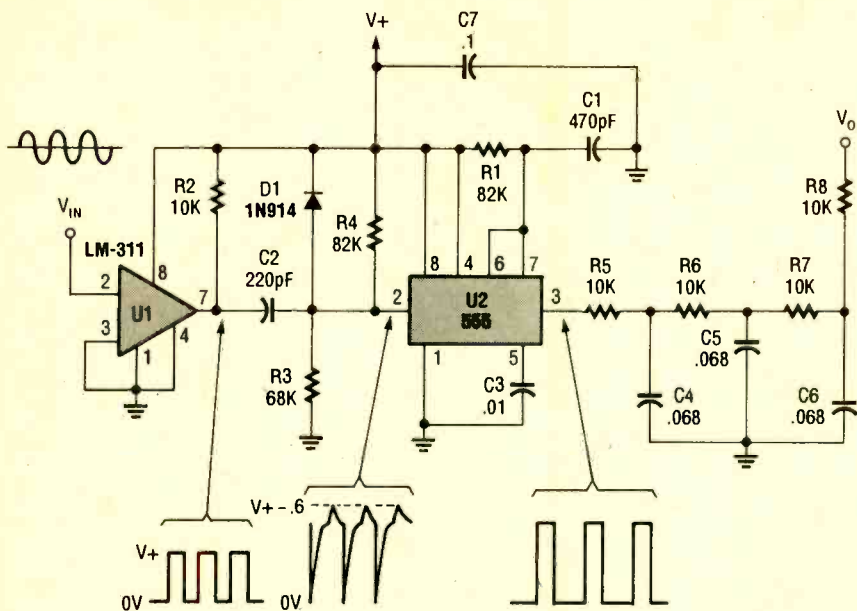 V+
C7
.1
C1
470pF
V_O
R1
82K
R2
10K
D1
1N914
R4
82K
R8
10K
V_IN
LM-311
8
C2
220pF
8
4
6
7
R5
10K
R6
10K
R7
10K
2
3
U1
7
1
4
2
U2
555
3
1
5
R3
68K
C3
.01
C5
.068
C4
.068
C6
.068
V+
0V
V+ -.6
0V